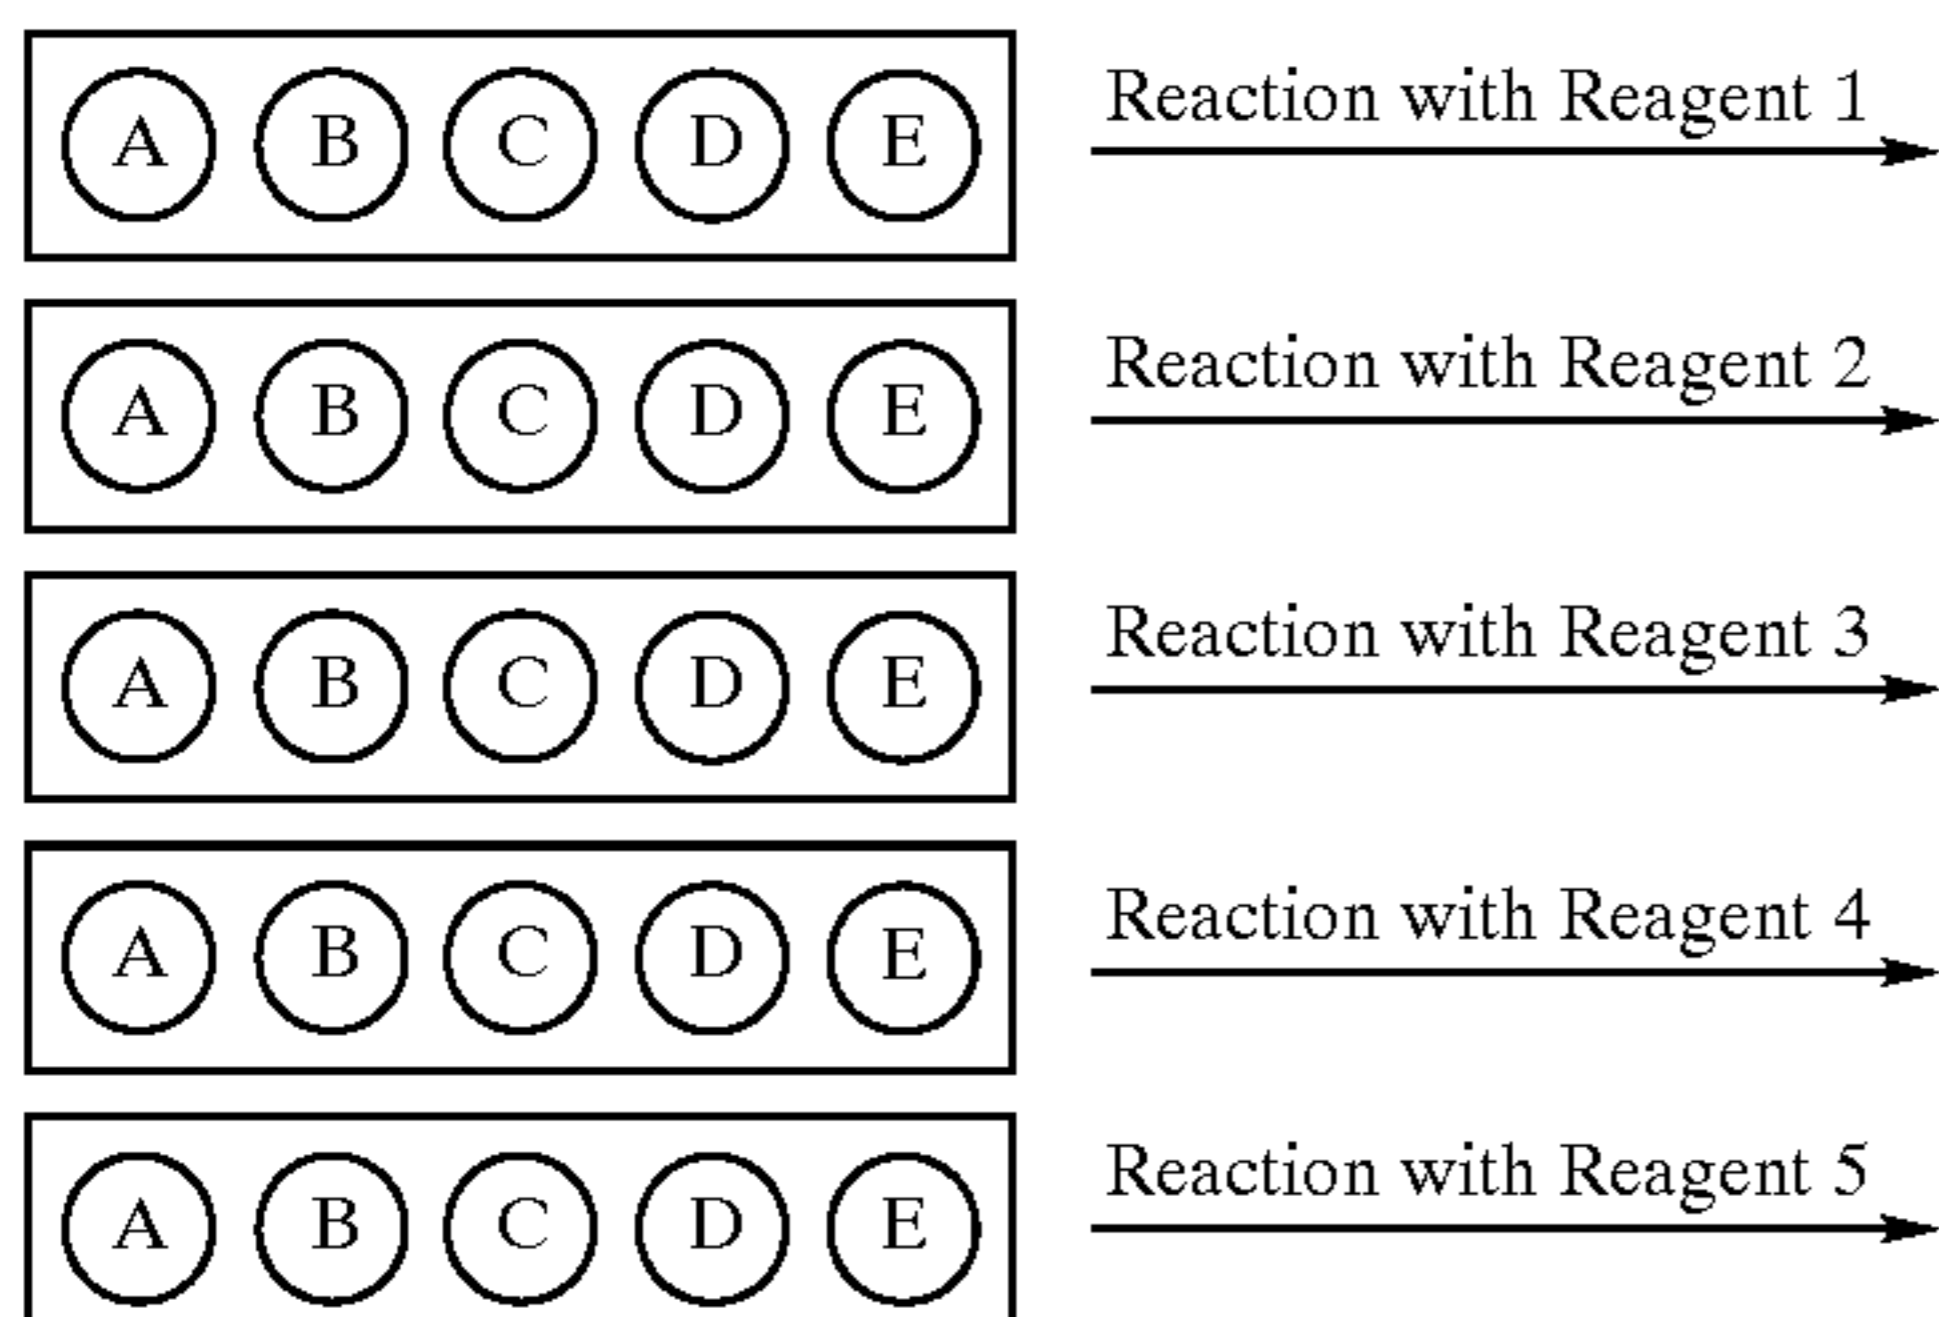 A B C D E Reaction with Reagent 1
A B C D E Reaction with Reagent 2
A B C D E Reaction with Reagent 3
A B C D E Reaction with Reagent 4
A B C D E Reaction with Reagent 5